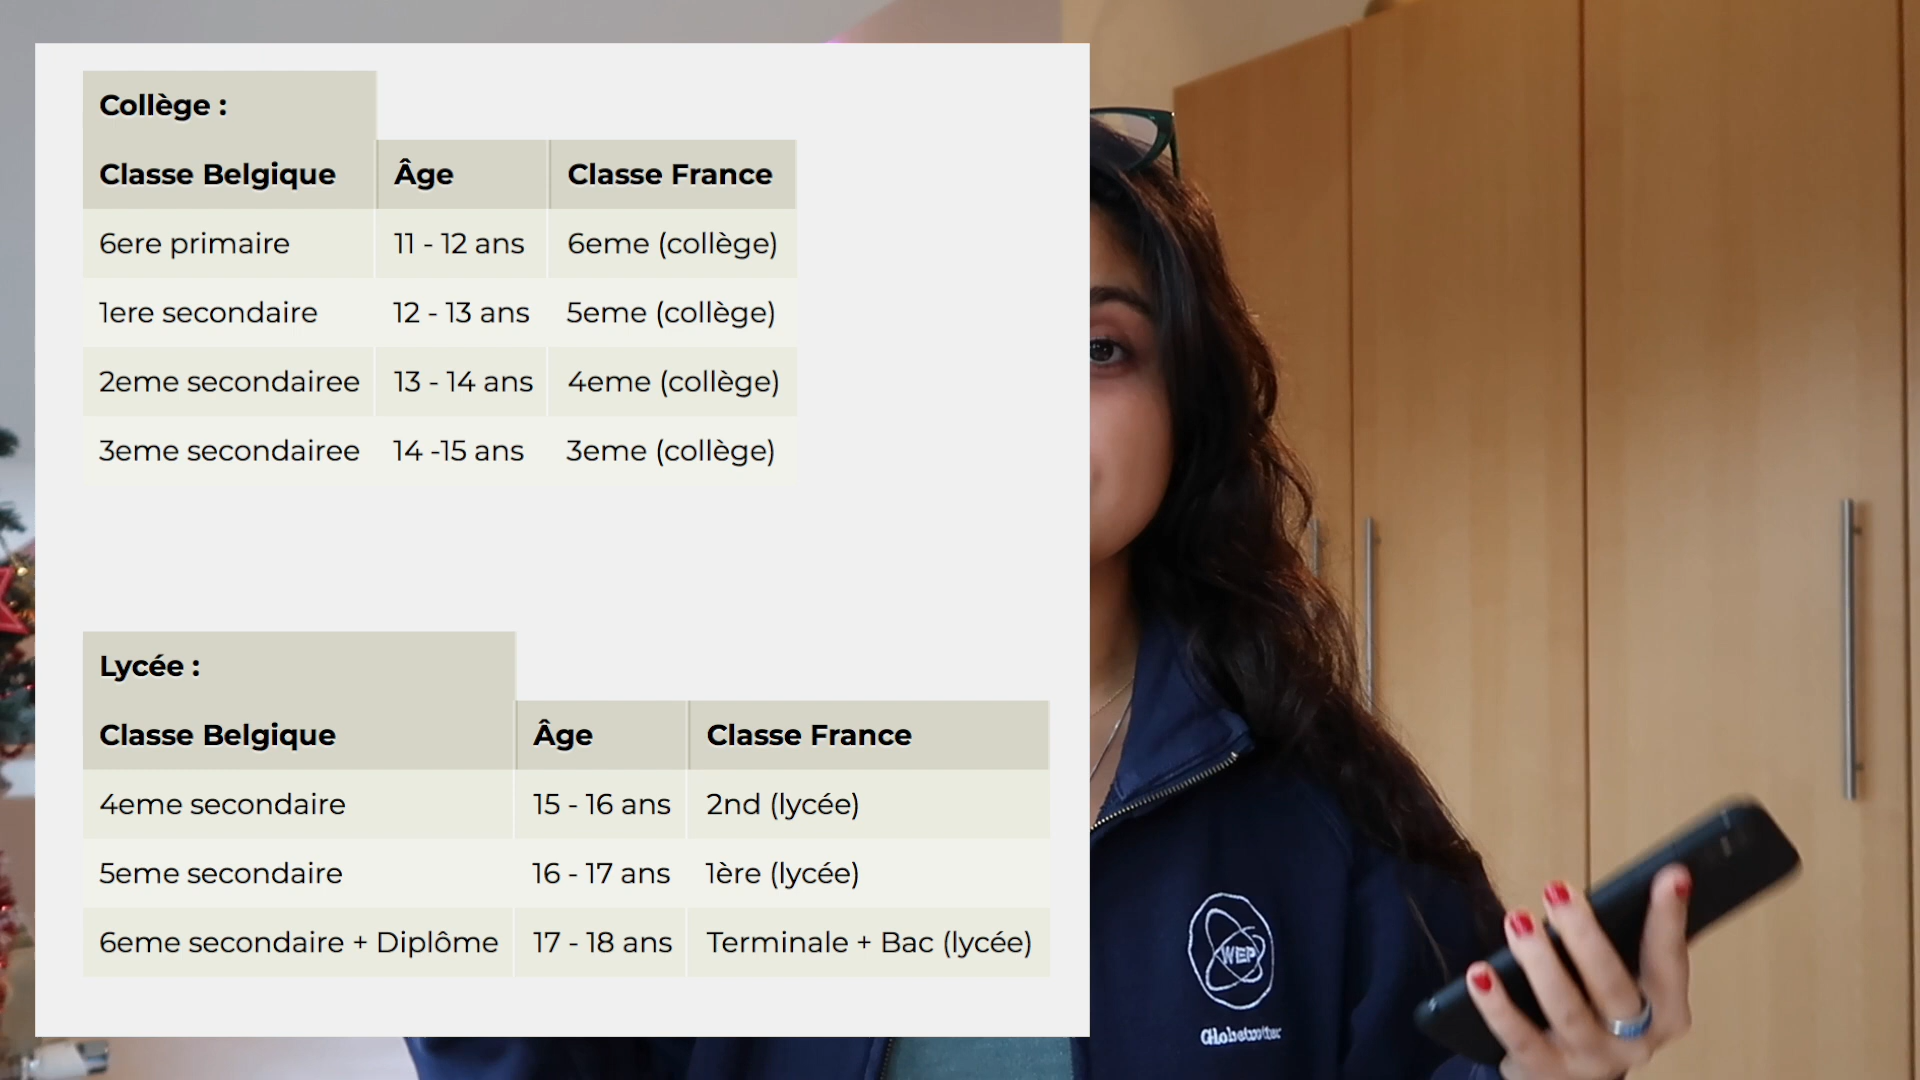 Collège :
Classe Belgique Âge Classe France
6ere primaire 11 - 12 ans 6eme (collège)
1ere secondaire 12 - 13 ans 5eme (collège)
2eme secondairee 13 - 14 ans 4eme (collège)
3eme secondairee 14 -15 ans 3eme (collège)
Lycée :
Classe Belgique Âge Classe France
4eme secondaire 15 - 16 ans 2nd (lycée)
5eme secondaire 16 - 17 ans 1ère (lycée)
6eme secondaire + Diplôme 17 - 18 ans Terminale + Bac (lycée)
WEP